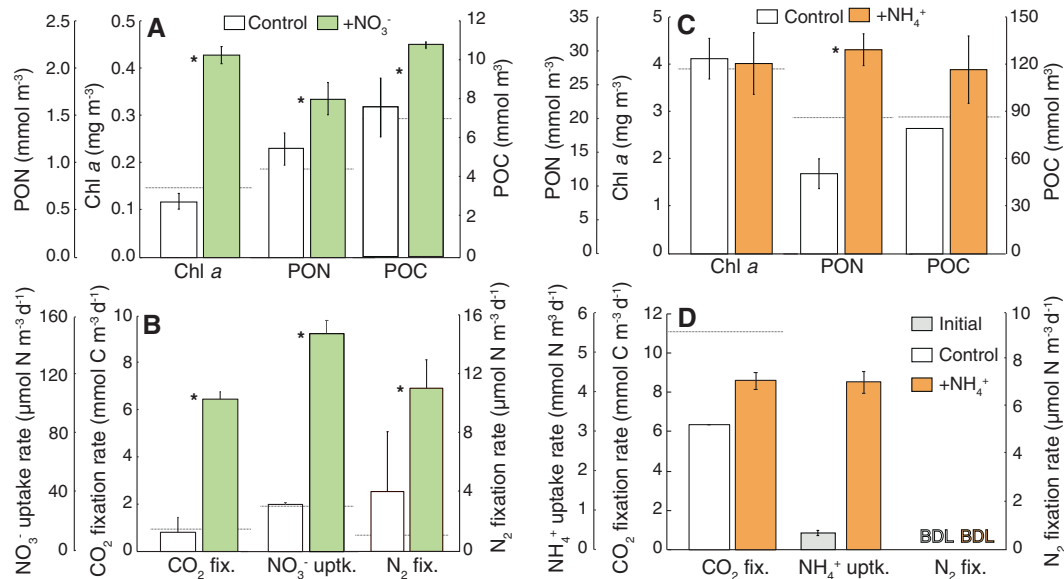 A
Control
+NO₃⁻
PON (mmol m⁻³)
2.5
2.0
1.5
1.0
2.5
0.0
Chl a (mg m⁻³)
0.5
0.4
0.3
0.2
0.1
0.0
POC (mmol m³)
12
10
8
6
4
2
0
*
*
*
Chl a
PON
POC
C
Control
+NH₄⁺
PON (mmol m⁻³)
35
30
25
20
15
10
5
0
Chl a (mg m⁻³)
5
4
3
2
1
0
POC (mmol m³)
150
120
90
60
30
0
*
Chl a
PON
POC
B
NO₃⁻ uptake rate (µmol N m⁻³ d⁻¹)
160
120
80
40
0
CO₂ fixation rate (mmol C m⁻³ d⁻¹)
10
8
6
4
2
0
N₂ fixation rate (µmol N m⁻³ d⁻¹)
16
12
8
4
0
*
*
*
CO₂ fix.
NO₃⁻ uptk.
N₂ fix.
D
Initial
Control
+NH₄⁺
NH₄⁺ uptake rate (µmol N m⁻³ d⁻¹)
6
5
4
3
2
1
0
CO₂ fixation rate (mmol C m⁻³ d⁻¹)
12
10
8
6
4
2
0
N₂ fixation rate (µmol N m⁻³ d⁻¹)
10
8
6
4
2
0
BDL BDL
CO₂ fix.
NH₄⁺ uptk.
N₂ fix.